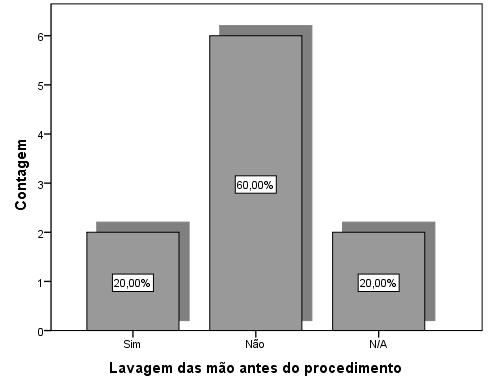 6
5
4
3
2
1
0
Contagem
20,00%
60,00%
20,00%
Sim
Não
N/A
Lavagem das mão antes do procedimento